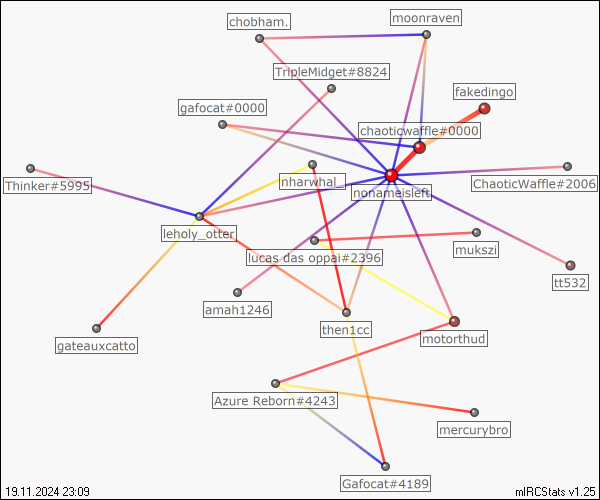 moonraven
chobham.
TripleMidget#8824
fakedingo
gafocat#0000
chaoticwaffle#0000
Thinker#5995
nharwhal_
ChaoticWaffle#2006
nonameisleft
leholy_otter
mukszi
lucas das oppai#2396
tt532
amah1246
then1cc
motorthud
gateauxcatto
Azure Reborn#4243
mercurybro
Gafocat#4189
19.11.2024 23:09
mIRCStats v1.25